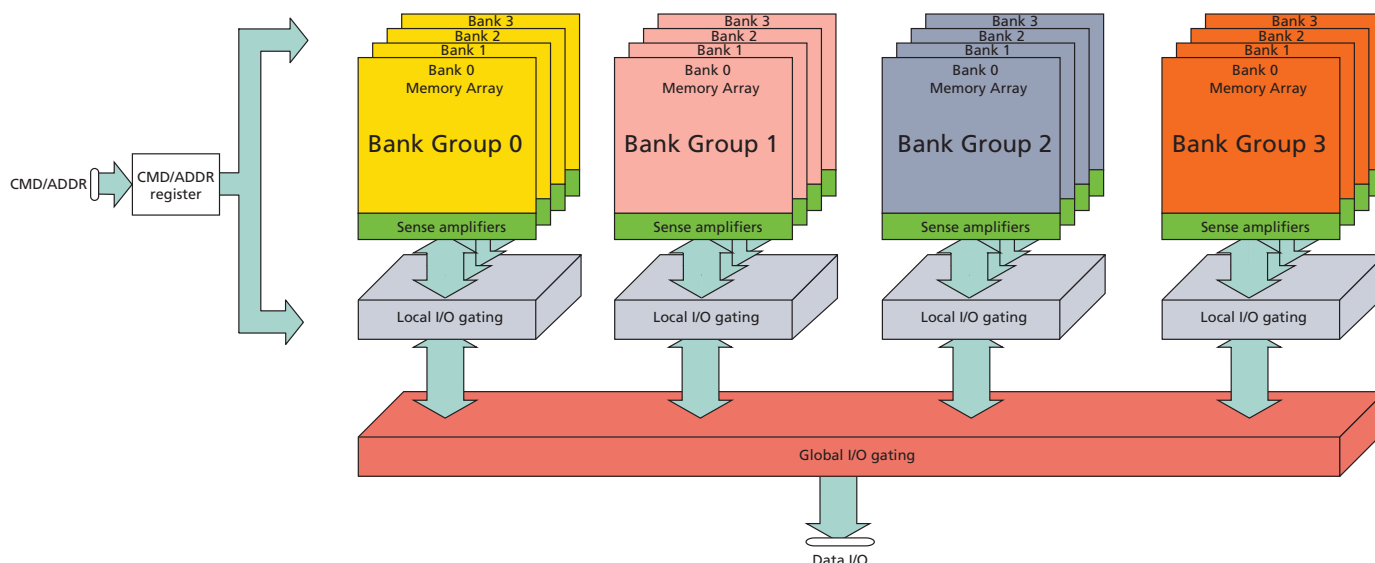 Bank 3
Bank 2
Bank 1
Bank 0
Memory Array
Bank Group 0
Sense amplifiers
Local I/O gating
Bank 3
Bank 2
Bank 1
Bank 0
Memory Array
Bank Group 1
Sense amplifiers
Local I/O gating
Bank 3
Bank 2
Bank 1
Bank 0
Memory Array
Bank Group 2
Sense amplifiers
Local I/O gating
Bank 3
Bank 2
Bank 1
Bank 0
Memory Array
Bank Group 3
Sense amplifiers
Local I/O gating
CMD/ADDR
CMD/ADDR
register
Global I/O gating
Data I/O